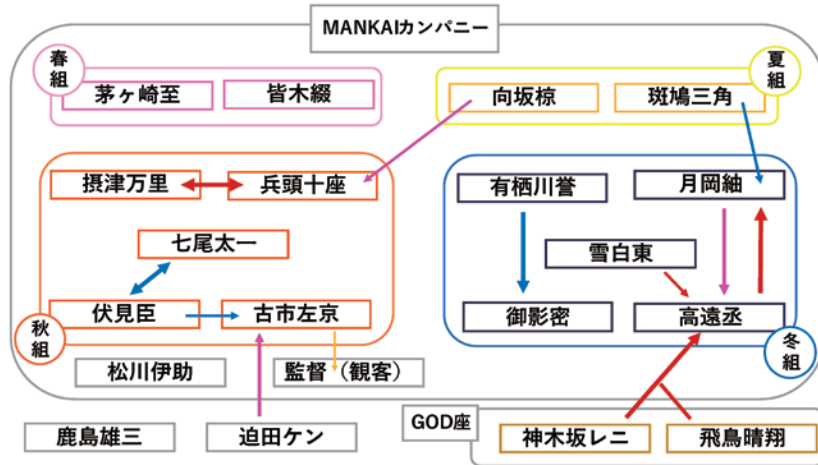 MANKAIカンパニー
春組
茅ヶ崎至
皆木綴
夏組
向坂椋
斑鳩三角
摂津万里
兵頭十座
七尾太一
伏見臣
古市左京
秋組
有栖川誉
月岡紬
雪白東
御影密
高遠丞
冬組
松川伊助
監督（観客）
鹿島雄三
迫田ケン
GOD座
神木坂レニ
飛鳥晴翔